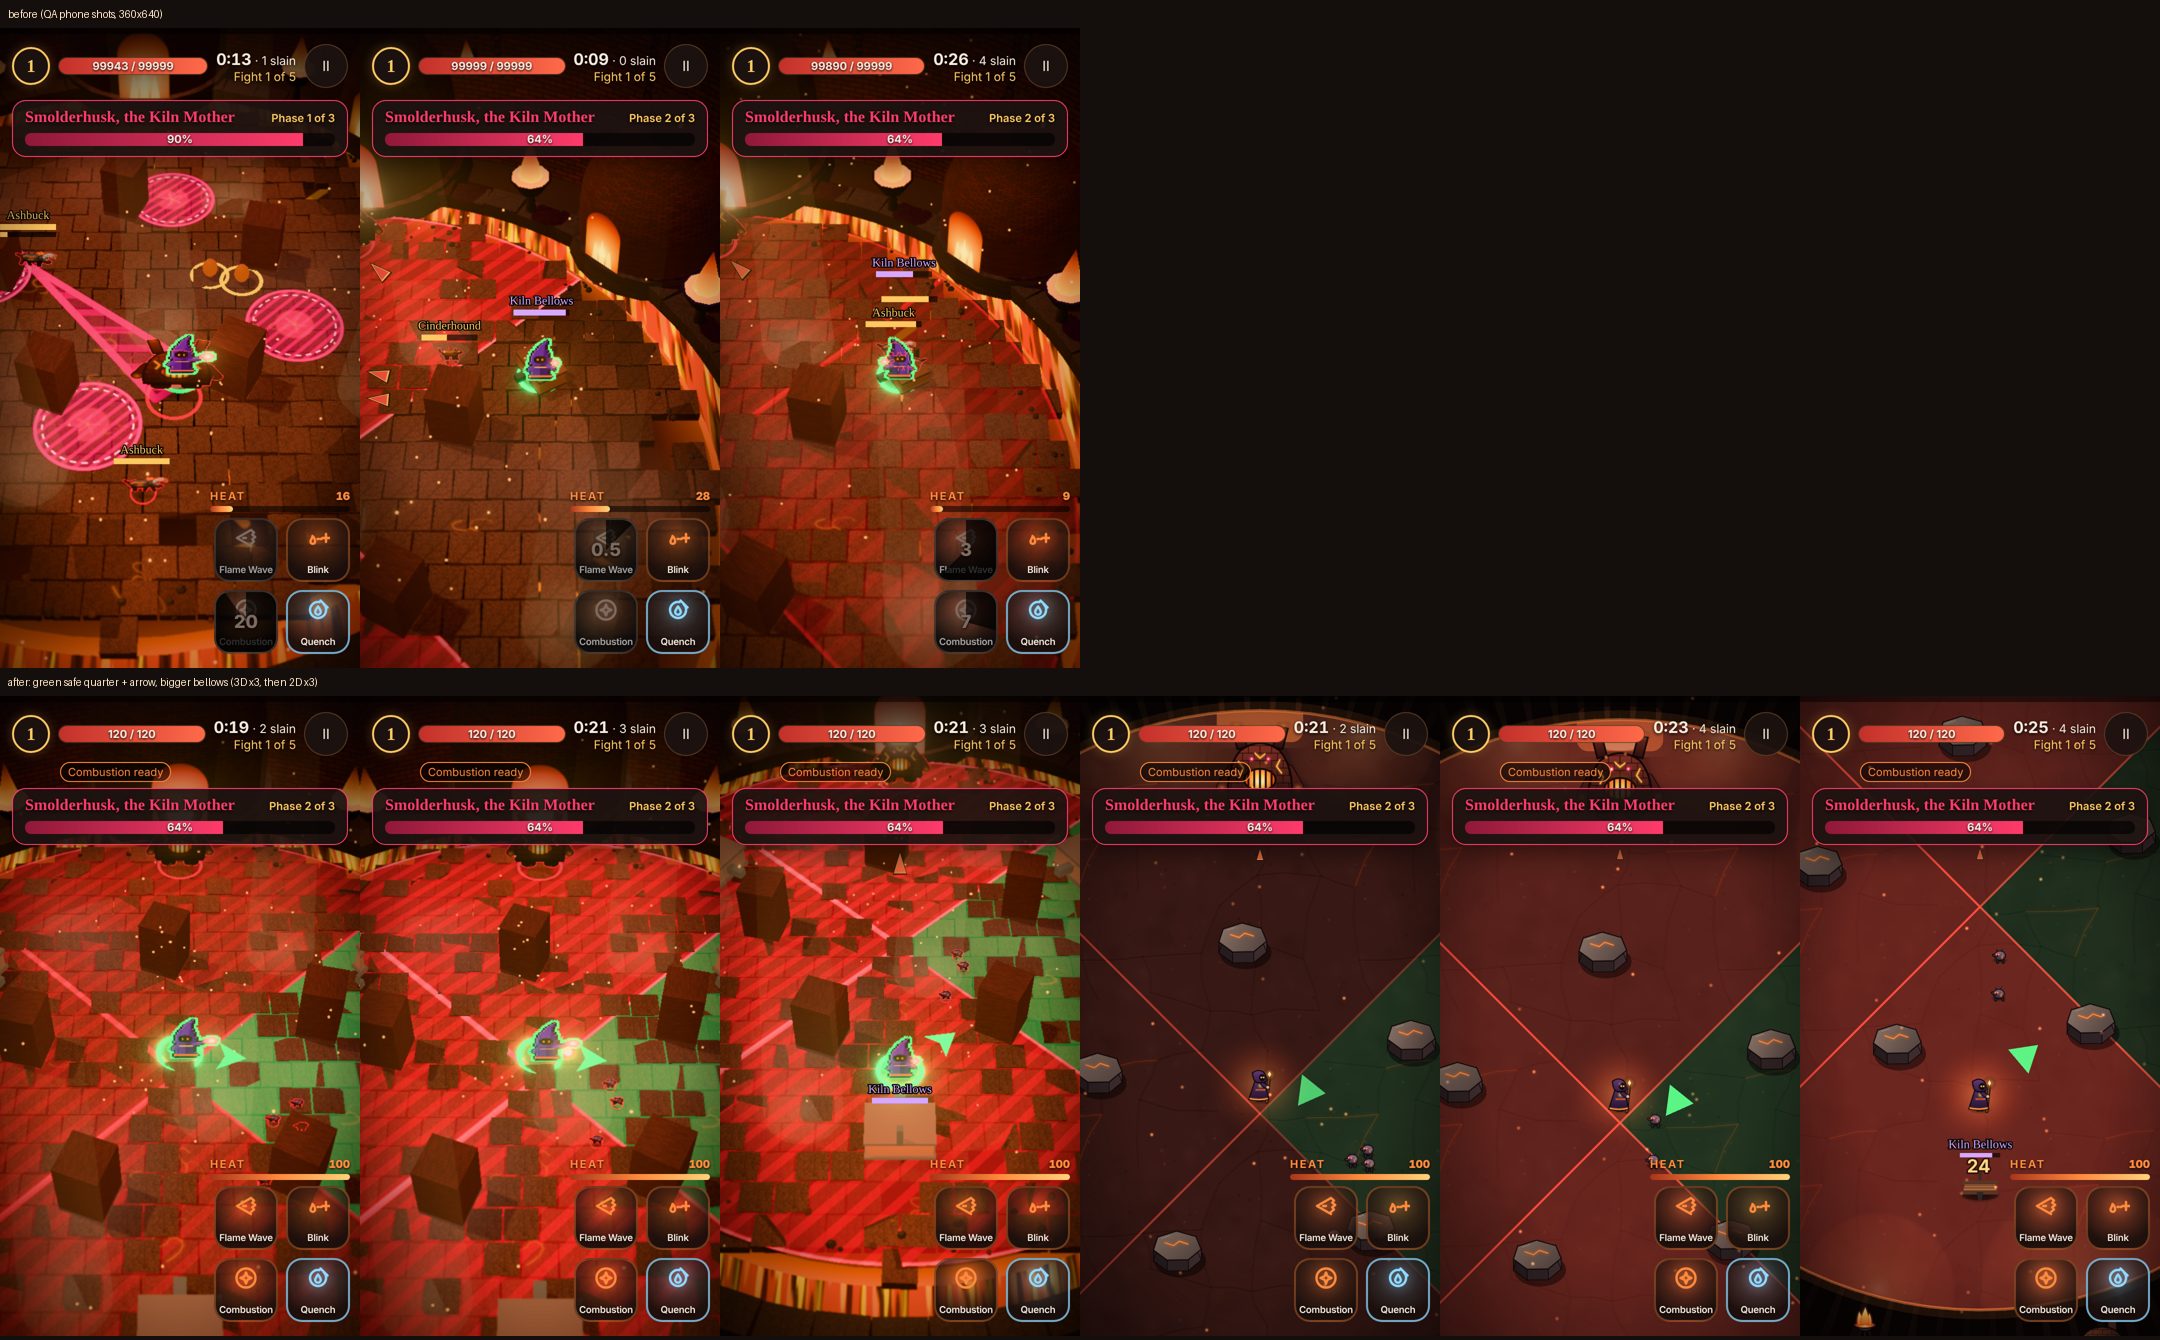 before (QA phone shots, 360x640)
1
99943 / 99999
0:13 · 1 slain
Fight 1 of 5
Smolderhusk, the Kiln Mother
Phase 1 of 3
90%
Ashbuck
Ashbuck
HEAT 16
Flame Wave
Blink
20
Combustion
Quench
1
99999 / 99999
0:09 · 0 slain
Fight 1 of 5
Smolderhusk, the Kiln Mother
Phase 2 of 3
64%
Kiln Bellows
Cinderhound
HEAT 28
0.5
Flame Wave
Blink
Combustion
Quench
1
99890 / 99999
0:26 · 4 slain
Fight 1 of 5
Smolderhusk, the Kiln Mother
Phase 2 of 3
64%
Kiln Bellows
Ashbuck
HEAT 9
3
Flame Wave
Blink
7
Combustion
Quench
after: green safe quarter + arrow, bigger bellows (3Dx3, then 2Dx3)
1
120 / 120
0:19 · 2 slain
Fight 1 of 5
Combustion ready
Smolderhusk, the Kiln Mother
Phase 2 of 3
64%
HEAT 100
Flame Wave
Blink
Combustion
Quench
1
120 / 120
0:21 · 3 slain
Fight 1 of 5
Combustion ready
Smolderhusk, the Kiln Mother
Phase 2 of 3
64%
HEAT 100
Flame Wave
Blink
Combustion
Quench
1
120 / 120
0:21 · 3 slain
Fight 1 of 5
Combustion ready
Smolderhusk, the Kiln Mother
Phase 2 of 3
64%
Kiln Bellows
HEAT 100
Flame Wave
Blink
Combustion
Quench
1
120 / 120
0:21 · 2 slain
Fight 1 of 5
Combustion ready
Smolderhusk, the Kiln Mother
Phase 2 of 3
64%
HEAT 100
Flame Wave
Blink
Combustion
Quench
1
120 / 120
0:23 · 4 slain
Fight 1 of 5
Combustion ready
Smolderhusk, the Kiln Mother
Phase 2 of 3
64%
HEAT 100
Flame Wave
Blink
Combustion
Quench
1
120 / 120
0:25 · 4 slain
Fight 1 of 5
Combustion ready
Smolderhusk, the Kiln Mother
Phase 2 of 3
64%
Kiln Bellows
24
HEAT 100
Flame Wave
Blink
Combustion
Quench